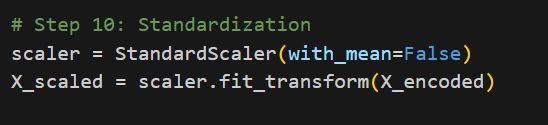 # Step 10: Standardization
scaler = StandardScaler(with_mean=False)
X_scaled = scaler.fit_transform(X_encoded)